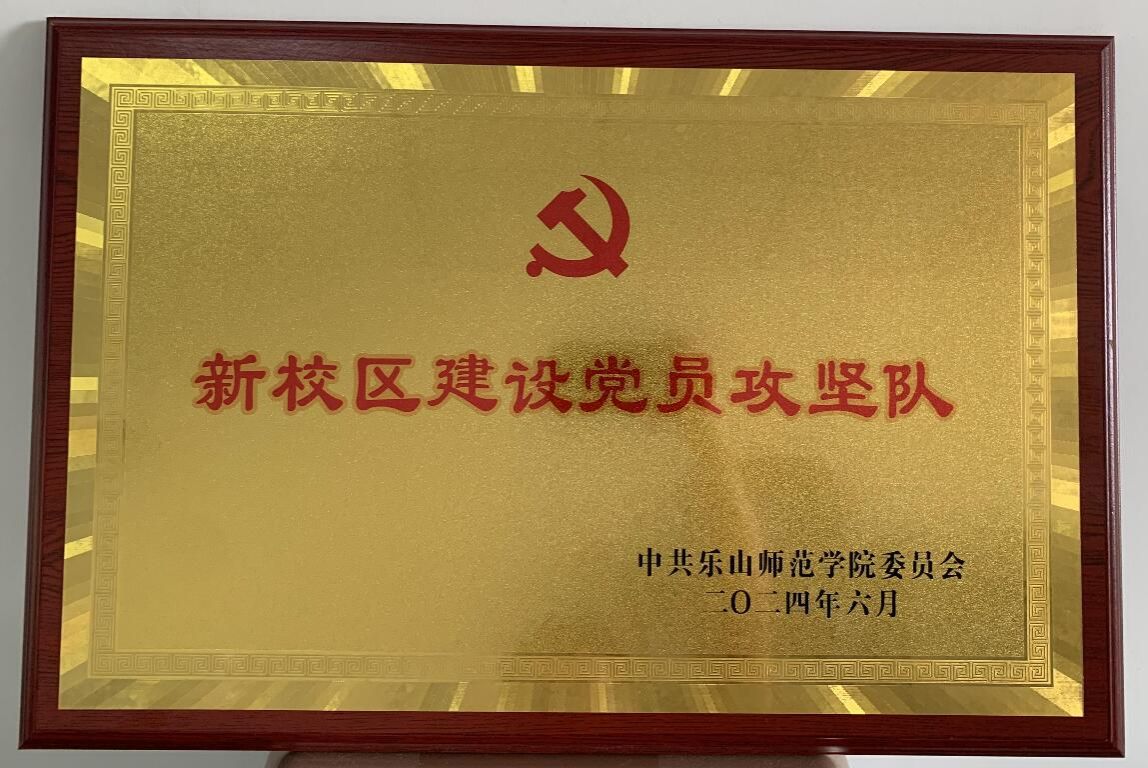 新校区建设党员攻坚队
中共乐山师范学院委员会
二〇二四年六月